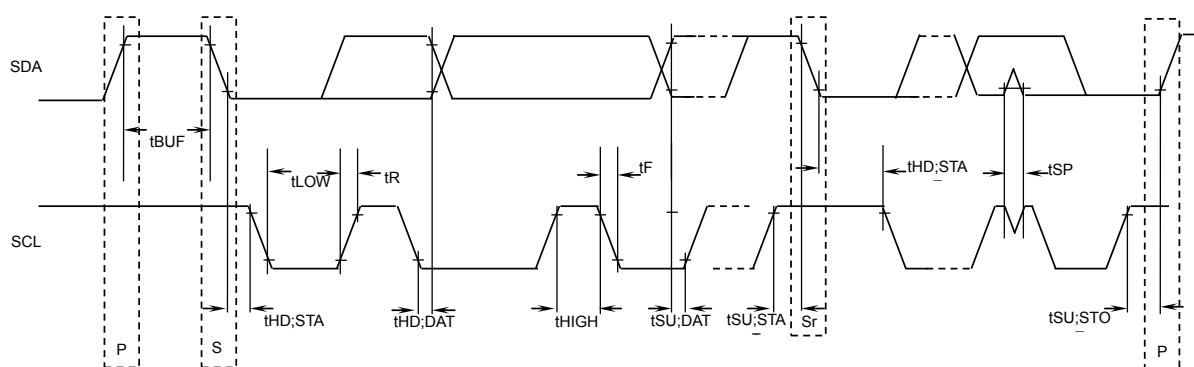 SDA
tBUF
tLOW
tR
tF
tHD;STA
tSP
SCL
tHD;STA
tHD;DAT
tHIGH
tSU;DAT
tSU;STA
Sr
tSU;STO
P
S
P